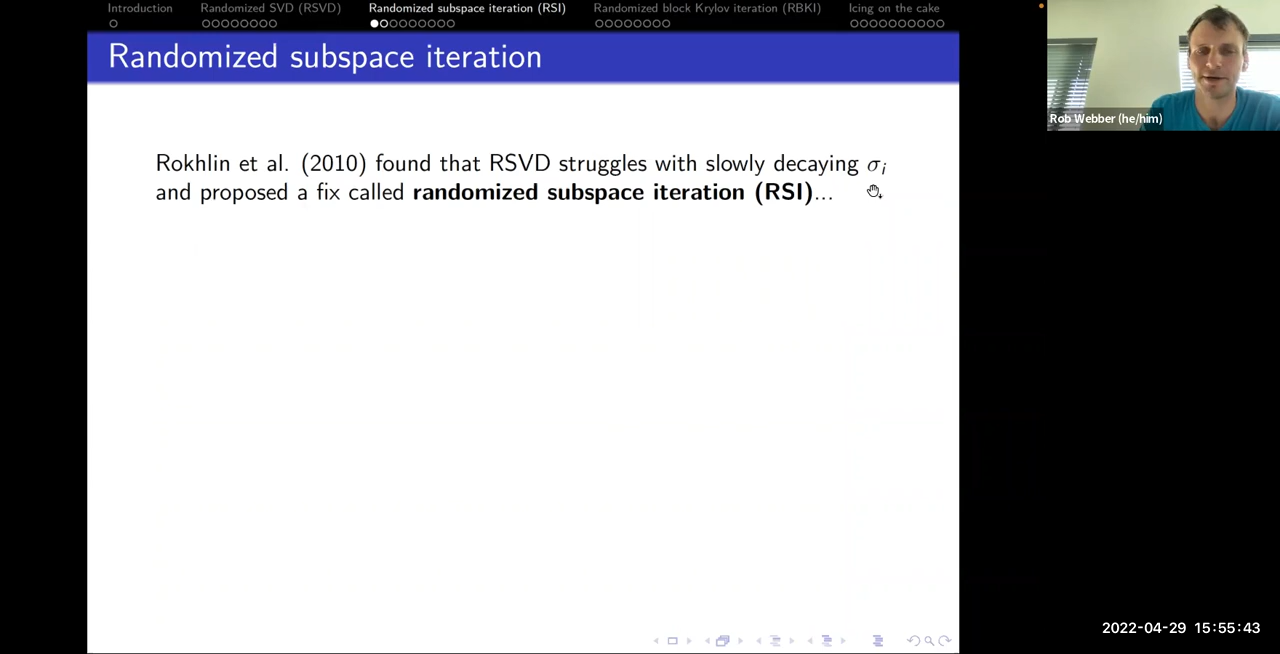 Introduction Randomized SVD (RSVD) Randomized subspace iteration (RSI) Randomized block Krylov iteration (RBKI) Icing on the cake
Randomized subspace iteration
Rob Webber (he/him)
Rokhlin et al. (2010) found that RSVD struggles with slowly decaying σᵢ
and proposed a fix called randomized subspace iteration (RSI)...
2022-04-29 15:55:43